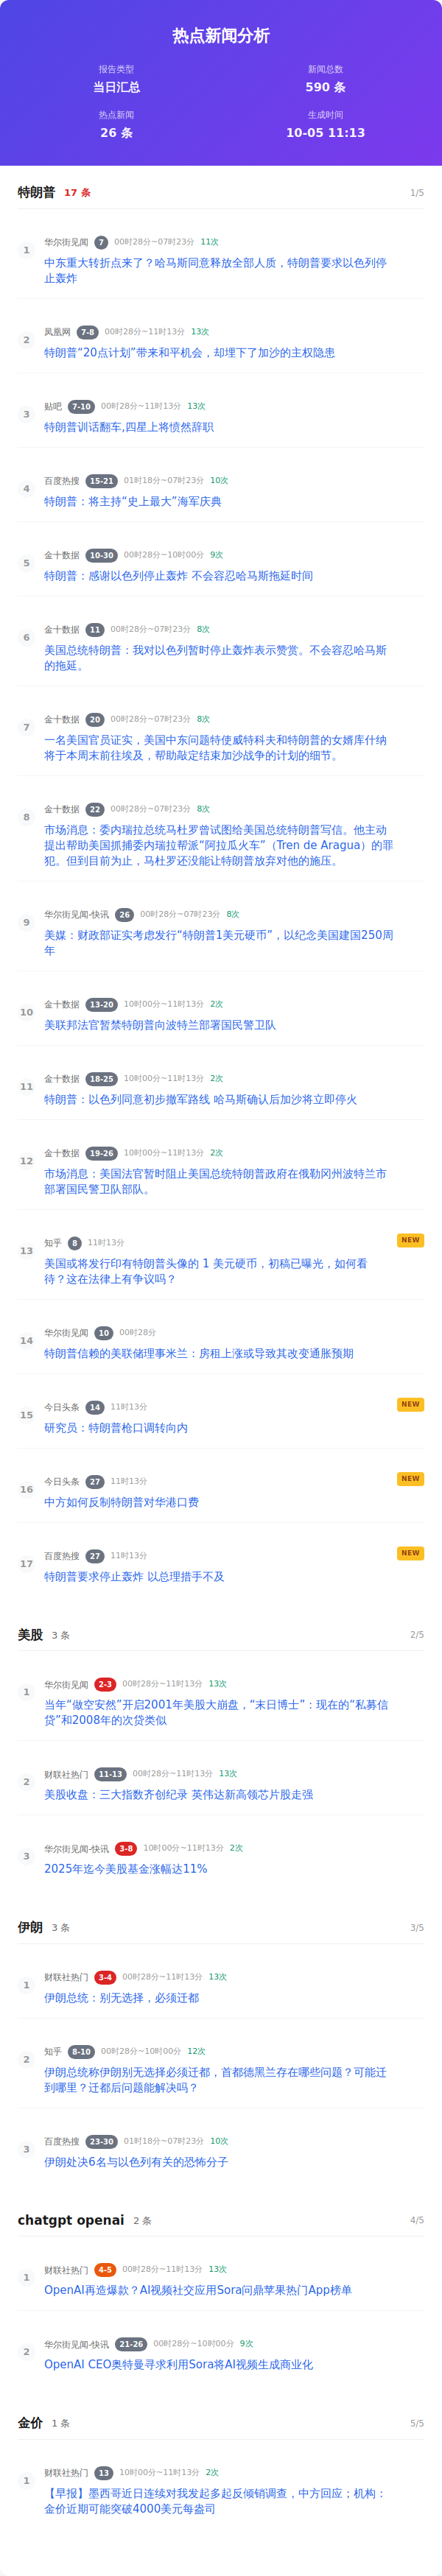 热点新闻分析
报告类型 新闻总数
当日汇总 590 条
热点新闻 生成时间
26 条 10-05 11:13
特朗普 17 条 1/5
1 华尔街见闻 7 00时28分~07时23分 11次
中东重大转折点来了？哈马斯同意释放全部人质，特朗普要求以色列停
止轰炸
2 凤凰网 7-8 00时28分~11时13分 13次
特朗普“20点计划”带来和平机会，却埋下了加沙的主权隐患
3 贴吧 7-10 00时28分~11时13分 13次
特朗普训话翻车,四星上将愤然辞职
4 百度热搜 15-21 01时18分~07时23分 10次
特朗普：将主持“史上最大”海军庆典
5 金十数据 10-30 00时28分~10时00分 9次
特朗普：感谢以色列停止轰炸 不会容忍哈马斯拖延时间
6 金十数据 11 00时28分~07时23分 8次
美国总统特朗普：我对以色列暂时停止轰炸表示赞赏。不会容忍哈马斯
的拖延。
7 金十数据 20 00时28分~07时23分 8次
一名美国官员证实，美国中东问题特使威特科夫和特朗普的女婿库什纳
将于本周末前往埃及，帮助敲定结束加沙战争的计划的细节。
8 金十数据 22 00时28分~07时23分 8次
市场消息：委内瑞拉总统马杜罗曾试图给美国总统特朗普写信。他主动
提出帮助美国抓捕委内瑞拉帮派“阿拉瓜火车”（Tren de Aragua）的罪
犯。但到目前为止，马杜罗还没能让特朗普放弃对他的施压。
9 华尔街见闻-快讯 26 00时28分~07时23分 8次
美媒：财政部证实考虑发行“特朗普1美元硬币”，以纪念美国建国250周
年
10 金十数据 13-20 10时00分~11时13分 2次
美联邦法官暂禁特朗普向波特兰部署国民警卫队
11 金十数据 18-25 10时00分~11时13分 2次
特朗普：以色列同意初步撤军路线 哈马斯确认后加沙将立即停火
12 金十数据 19-26 10时00分~11时13分 2次
市场消息：美国法官暂时阻止美国总统特朗普政府在俄勒冈州波特兰市
部署国民警卫队部队。
13 知乎 8 11时13分 NEW
美国或将发行印有特朗普头像的 1 美元硬币，初稿已曝光，如何看
待？这在法律上有争议吗？
14 华尔街见闻 10 00时28分
特朗普信赖的美联储理事米兰：房租上涨或导致其改变通胀预期
15 今日头条 14 11时13分 NEW
研究员：特朗普枪口调转向内
16 今日头条 27 11时13分 NEW
中方如何反制特朗普对华港口费
17 百度热搜 27 11时13分 NEW
特朗普要求停止轰炸 以总理措手不及
美股 3 条 2/5
1 华尔街见闻 2-3 00时28分~11时13分 13次
当年“做空安然”开启2001年美股大崩盘，“末日博士”：现在的“私募信
贷”和2008年的次贷类似
2 财联社热门 11-13 00时28分~11时13分 13次
美股收盘：三大指数齐创纪录 英伟达新高领芯片股走强
3 华尔街见闻-快讯 3-8 10时00分~11时13分 2次
2025年迄今美股基金涨幅达11%
伊朗 3 条 3/5
1 财联社热门 3-4 00时28分~11时13分 13次
伊朗总统：别无选择，必须迁都
2 知乎 8-10 00时28分~10时00分 12次
伊朗总统称伊朗别无选择必须迁都，首都德黑兰存在哪些问题？可能迁
到哪里？迁都后问题能解决吗？
3 百度热搜 23-30 01时18分~07时23分 10次
伊朗处决6名与以色列有关的恐怖分子
chatgpt openai 2 条 4/5
1 财联社热门 4-5 00时28分~11时13分 13次
OpenAI再造爆款？AI视频社交应用Sora问鼎苹果热门App榜单
2 华尔街见闻-快讯 21-26 00时28分~10时00分 9次
OpenAI CEO奥特曼寻求利用Sora将AI视频生成商业化
金价 1 条 5/5
1 财联社热门 13 10时00分~11时13分 2次
【早报】墨西哥近日连续对我发起多起反倾销调查，中方回应；机构：
金价近期可能突破4000美元每盎司